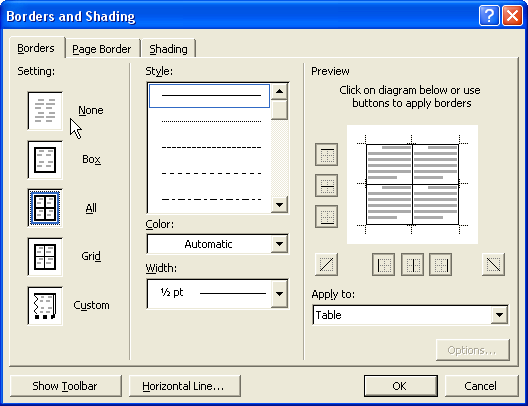 Borders and Shading
Borders
Page Border
Shading
Setting:
None
Box
All
Grid
Custom
Style:
Color:
Automatic
Width:
½ pt
Preview
Click on diagram below or use
buttons to apply borders
Apply to:
Table
Options...
Show Toolbar
Horizontal Line...
OK
Cancel